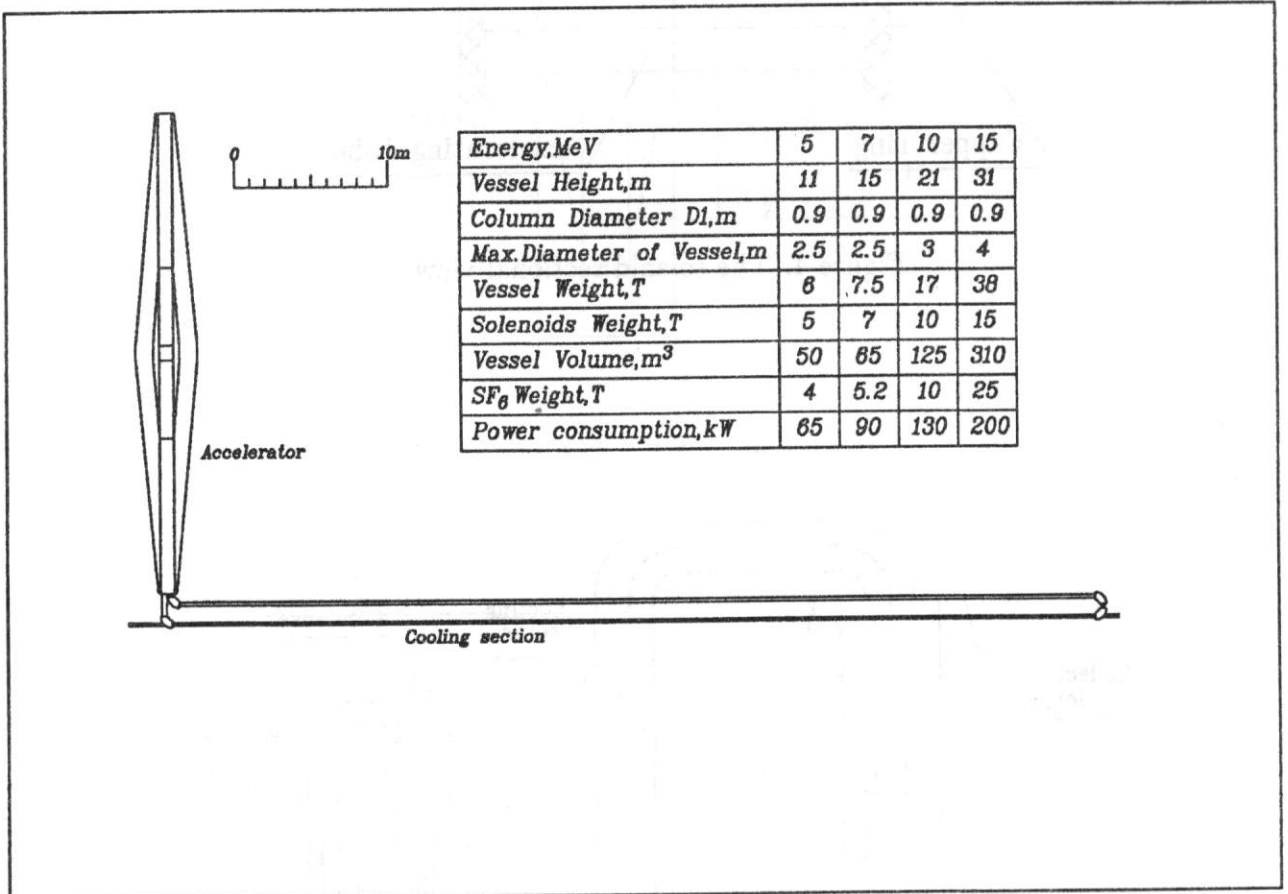 0 10m
Energy,MeV 5 7 10 15
Vessel Height,m 11 15 21 31
Column Diameter D1,m 0.9 0.9 0.9 0.9
Max.Diameter of Vessel,m 2.5 2.5 3 4
Vessel Weight,T 6 7.5 17 38
Solenoids Weight,T 5 7 10 15
Vessel Volume,m³ 50 65 125 310
SF₆ Weight,T 4 5.2 10 25
Power consumption,kW 65 90 130 200
Accelerator
Cooling section